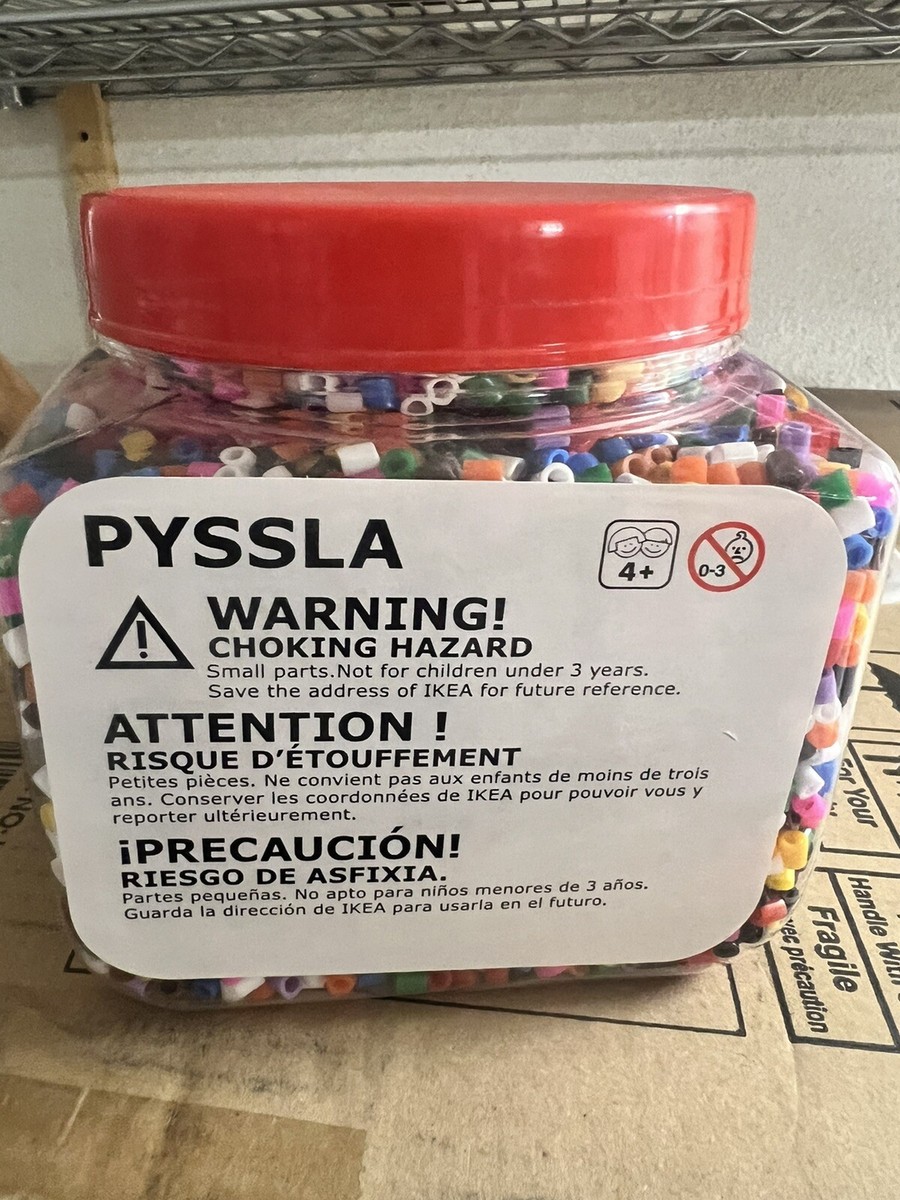 PYSSLA
4+
0-3
WARNING!
CHOKING HAZARD
Small parts.Not for children under 3 years.
Save the address of IKEA for future reference.
ATTENTION !
RISQUE D'ÉTOUFFEMENT
Petites pièces. Ne convient pas aux enfants de moins de trois
ans. Conserver les coordonnées de IKEA pour pouvoir vous y
reporter ultérieurement.
¡PRECAUCIÓN!
RIESGO DE ASFIXIA.
Partes pequeñas. No apto para niños menores de 3 años.
Guarda la dirección de IKEA para usarla en el futuro.
Your
Handle With
Fragile
précaution